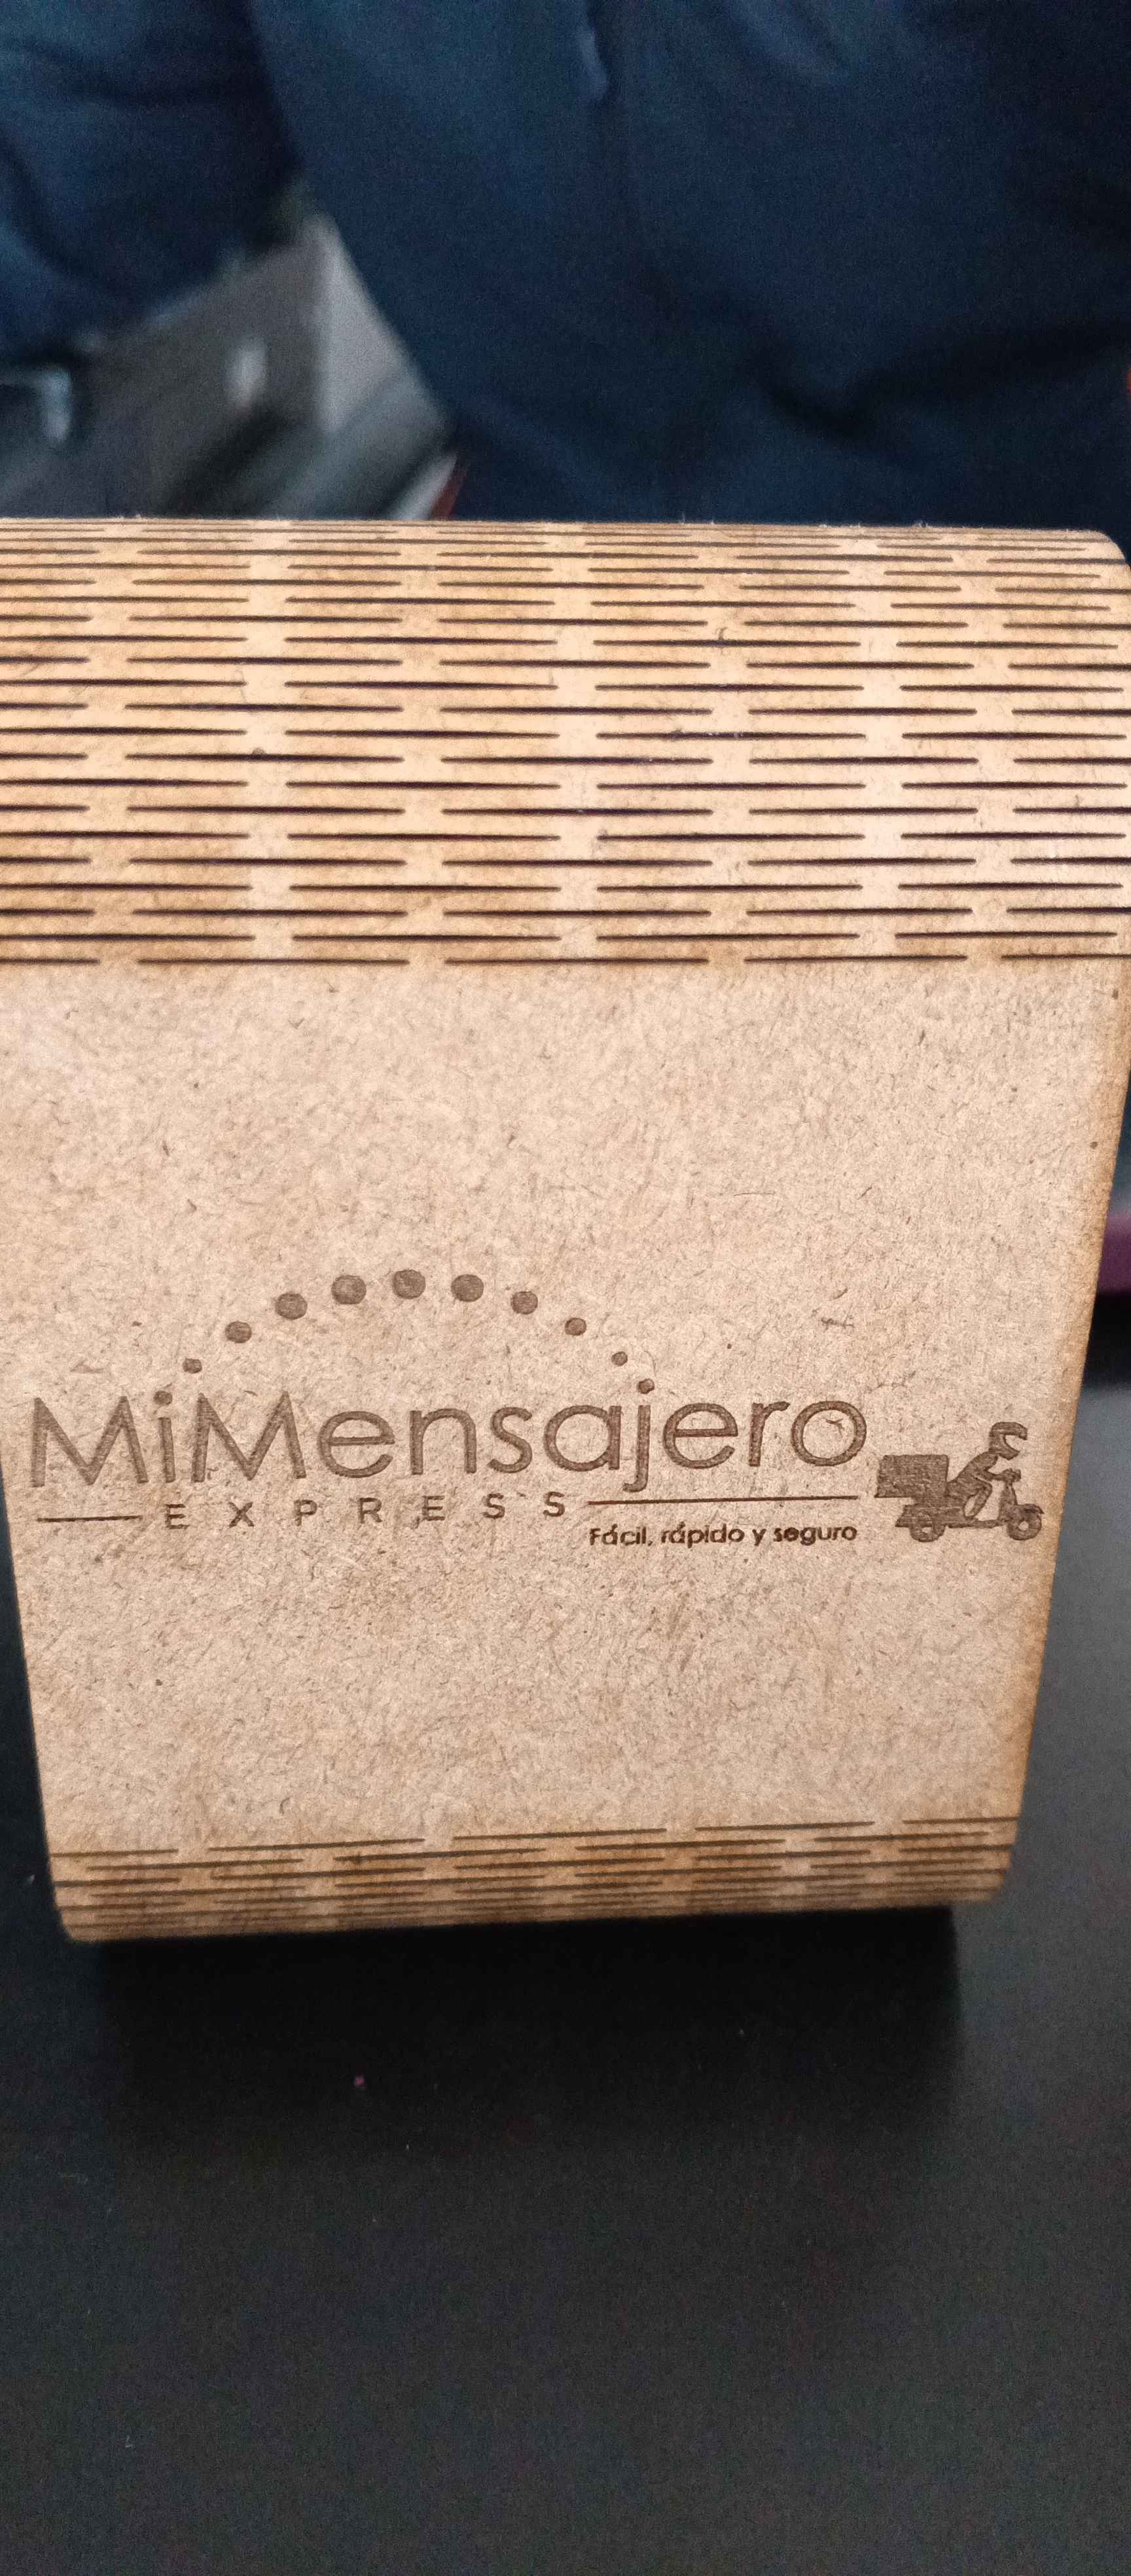 MiMensajero
EXPRESS
Fácil, rápido y seguro